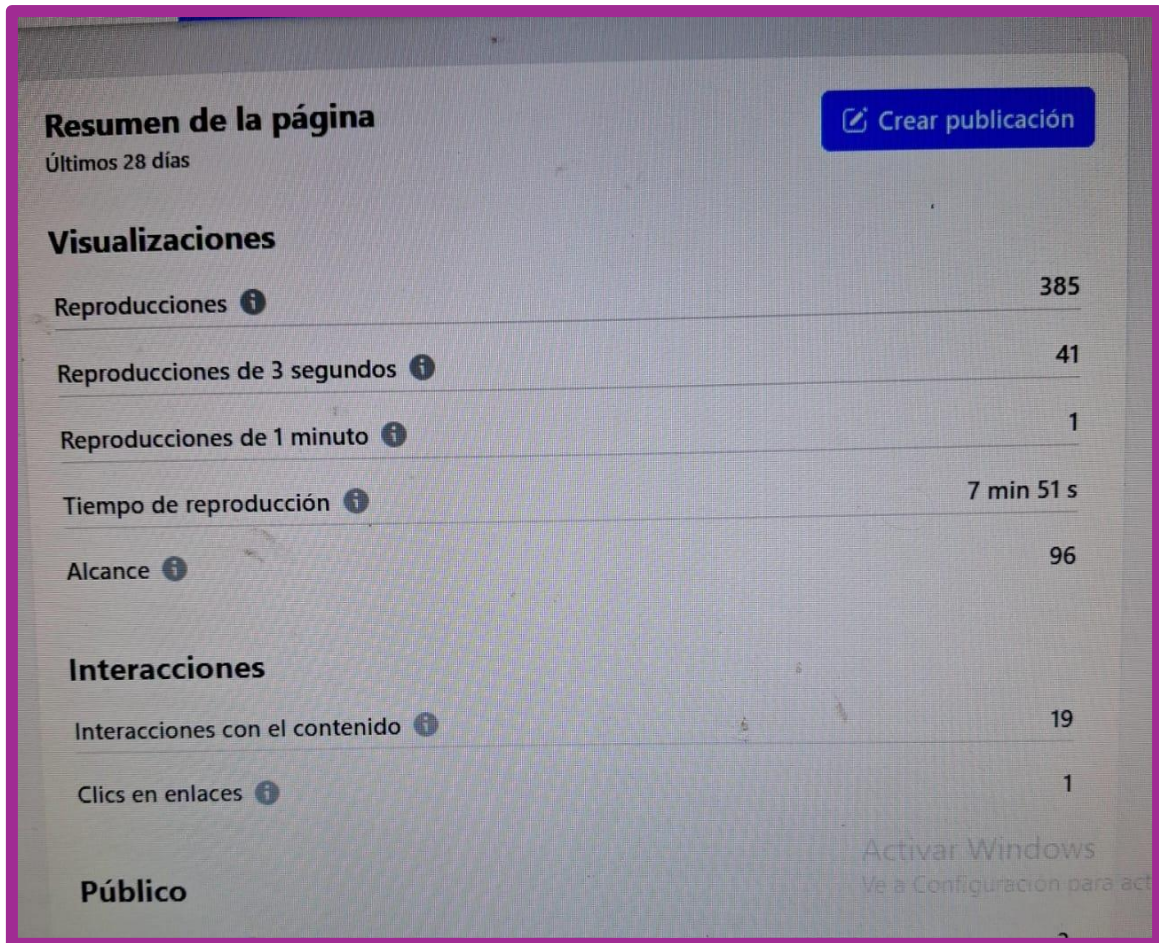 Resumen de la página
Crear publicación
Últimos 28 días
Visualizaciones
Reproducciones 385
Reproducciones de 3 segundos 41
Reproducciones de 1 minuto 1
Tiempo de reproducción 7 min 51 s
Alcance 96
Interacciones
Interacciones con el contenido 19
Clics en enlaces 1
Activar Windows
Ve a Configuración para act
Público